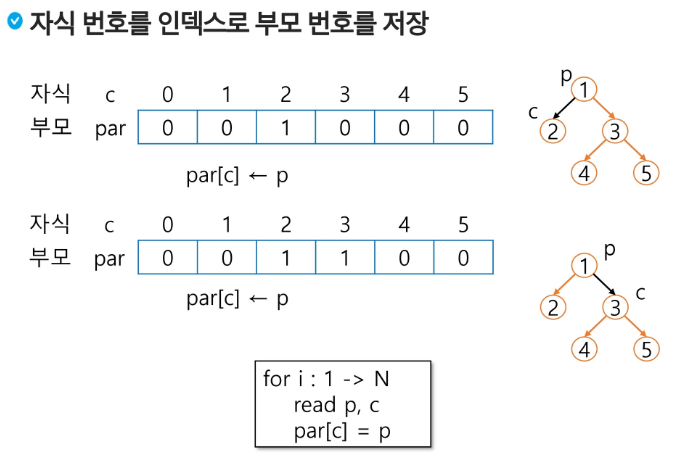 자식 번호를 인덱스로 부모 번호를 저장
자식 c 0 1 2 3 4 5
부모 par 0 0 1 0 0 0
par[c] ← p
p
1
c
2 3
4 5
자식 c 0 1 2 3 4 5
부모 par 0 0 1 1 0 0
par[c] ← p
p
1
c
2 3
4 5
for i : 1 -> N
read p, c
par[c] = p